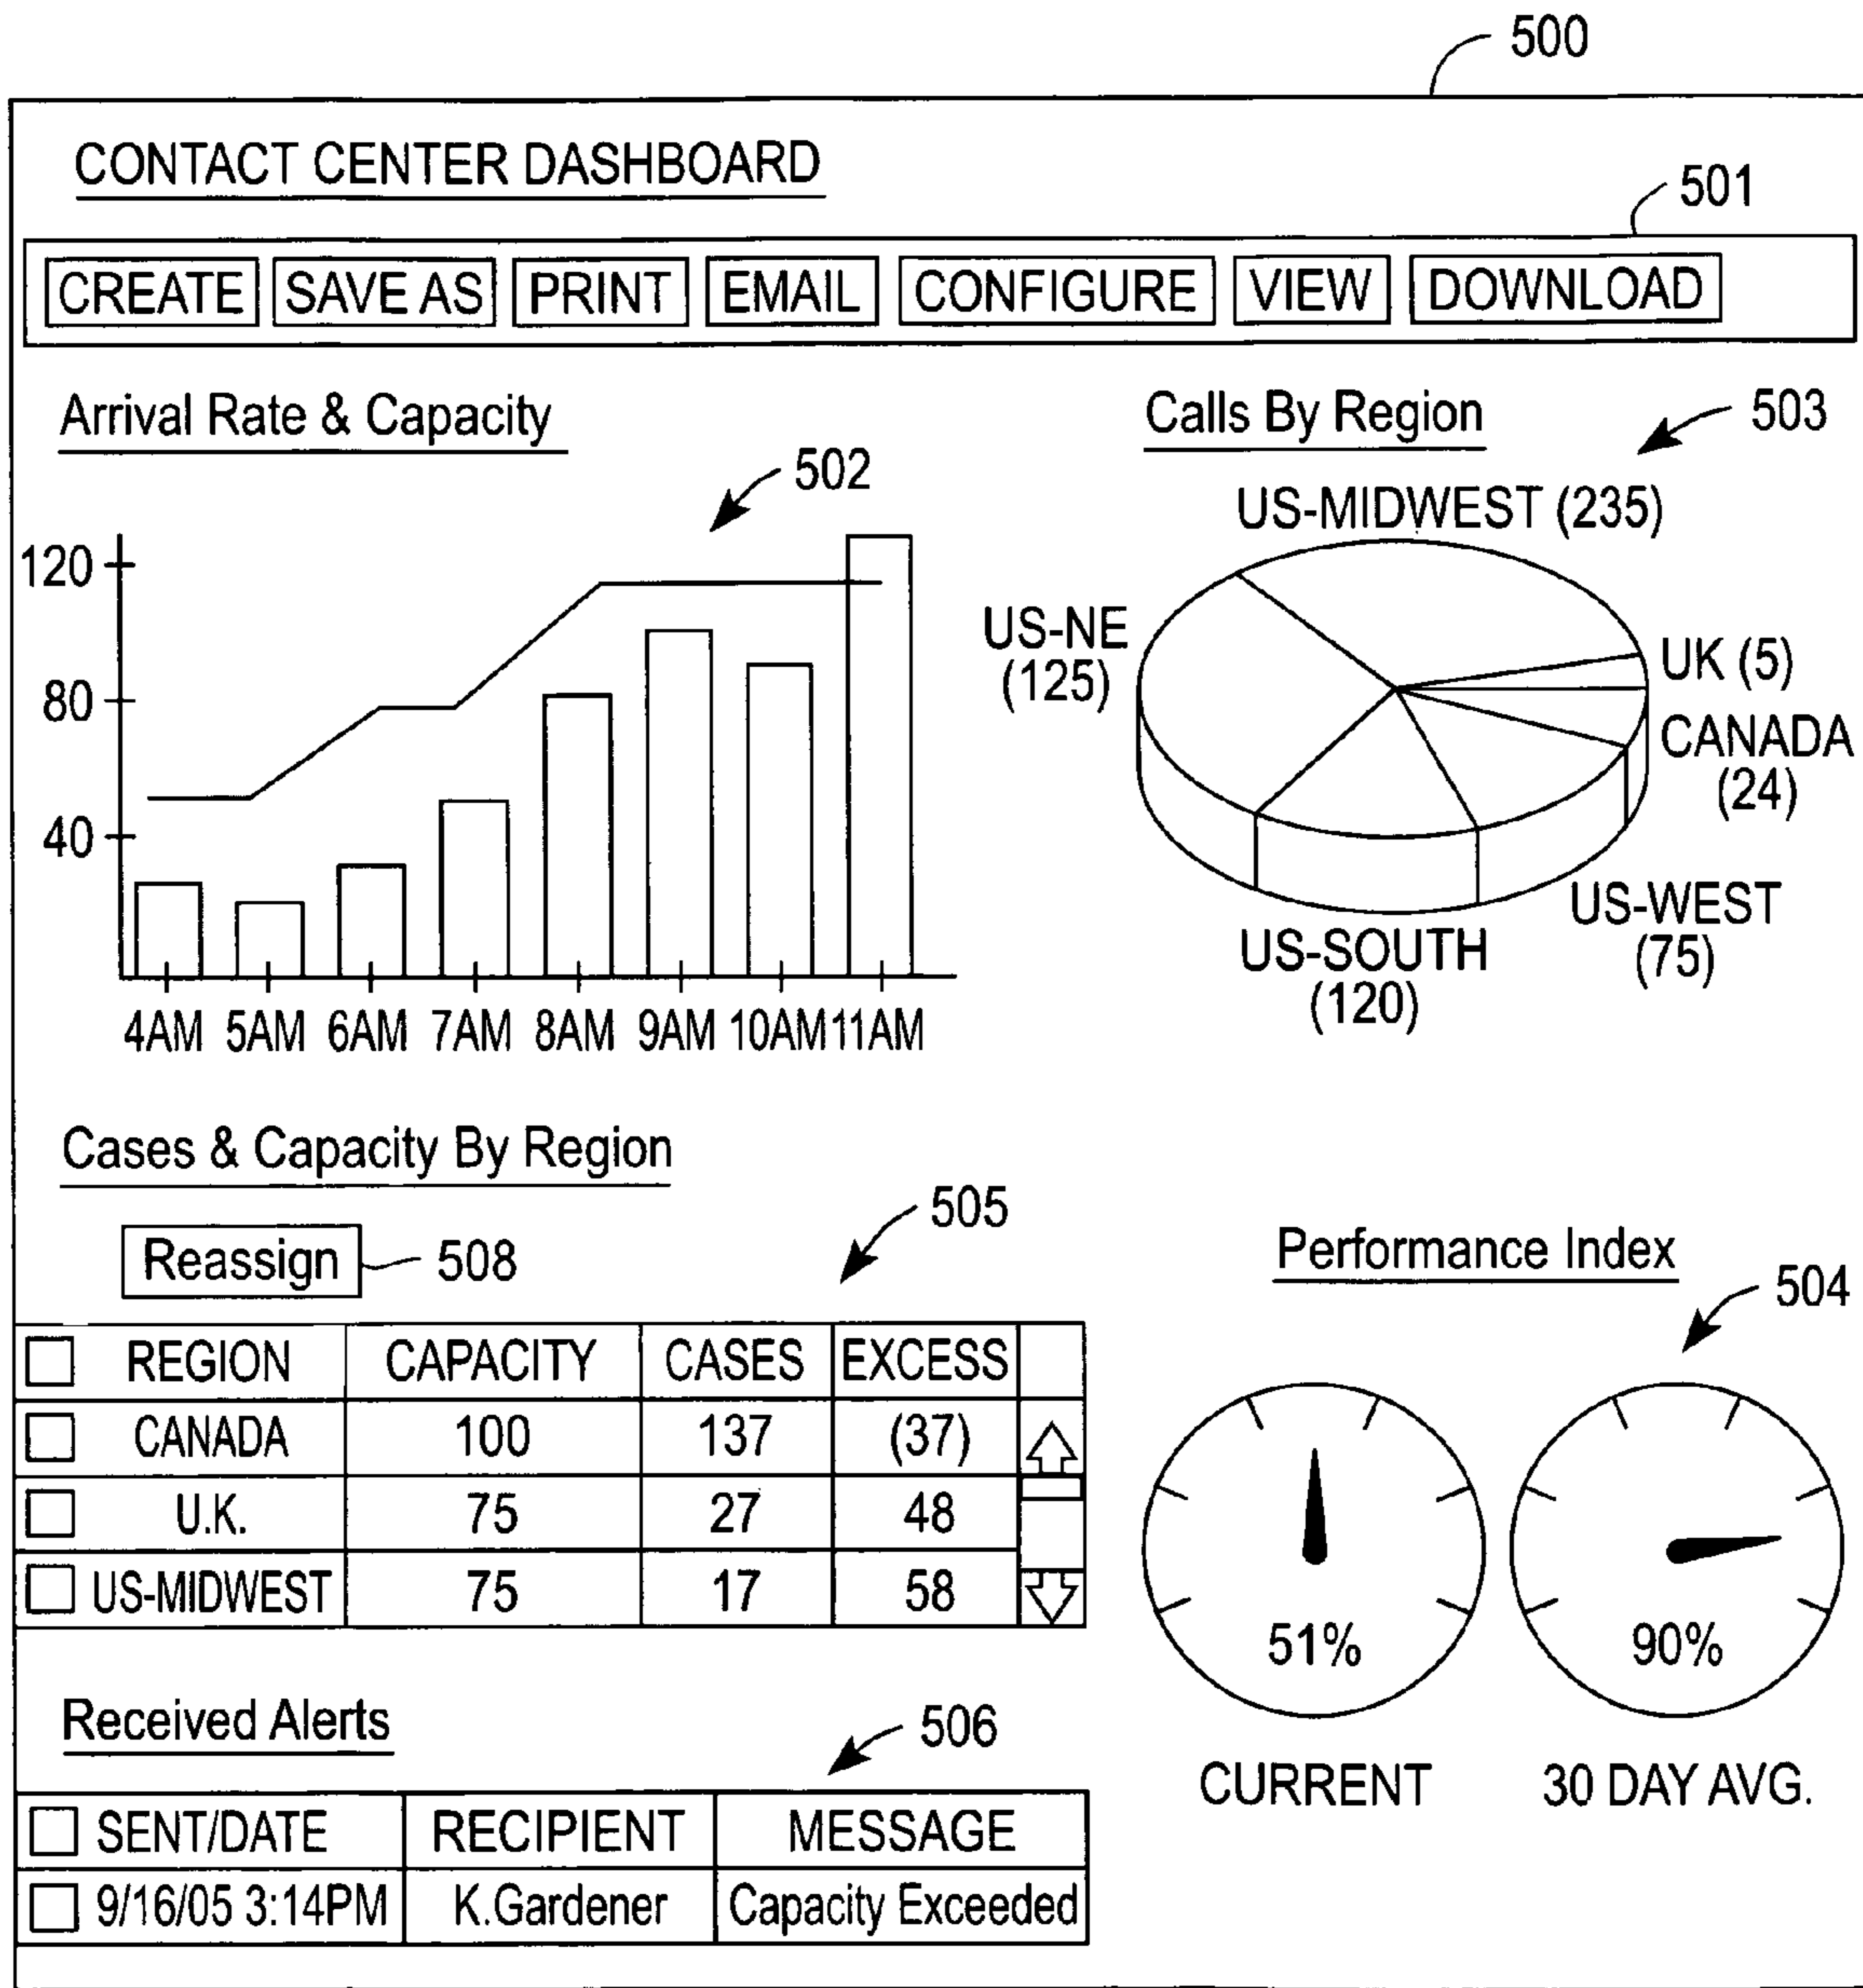 500
CONTACT CENTER DASHBOARD
501
CREATE SAVE AS PRINT EMAIL CONFIGURE VIEW DOWNLOAD
Arrival Rate & Capacity
502
120
80
40
4AM 5AM 6AM 7AM 8AM 9AM 10AM 11AM
Calls By Region
503
US-MIDWEST (235)
US-NE
(125)
UK (5)
CANADA
(24)
US-WEST
(75)
US-SOUTH
(120)
Cases & Capacity By Region
Reassign
508
505
REGION CAPACITY CASES EXCESS
CANADA 100 137 (37)
U.K. 75 27 48
US-MIDWEST 75 17 58
Performance Index
504
51%
90%
CURRENT
30 DAY AVG.
Received Alerts
506
SENT/DATE RECIPIENT MESSAGE
9/16/05 3:14PM K.Gardener Capacity Exceeded